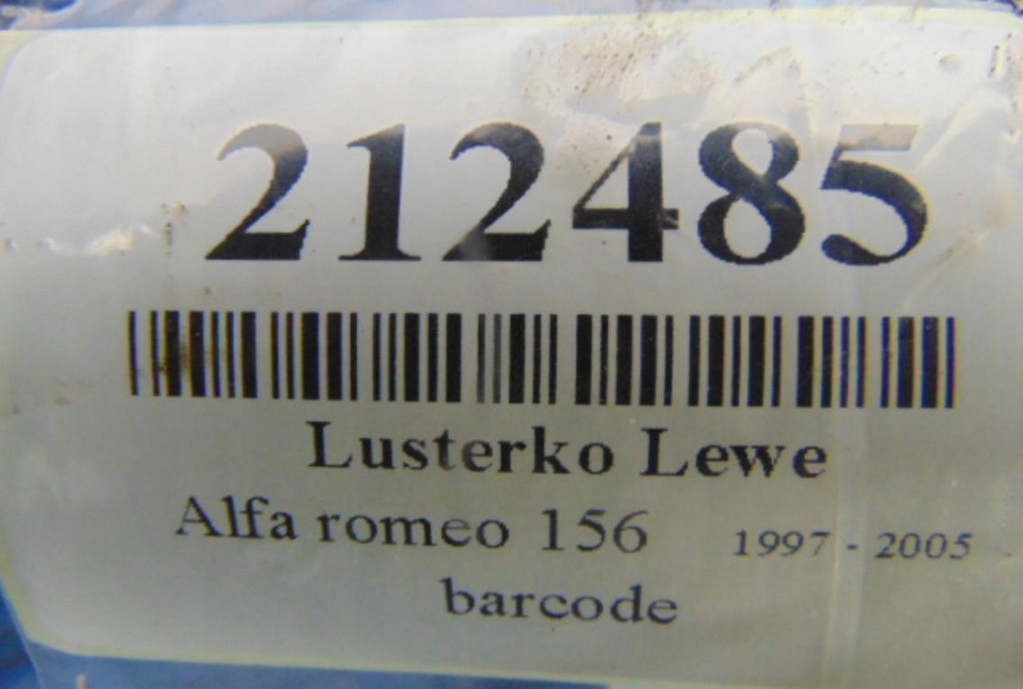 212485
Lusterko Lewe
Alfa romeo 156 1997 - 2005
barcode